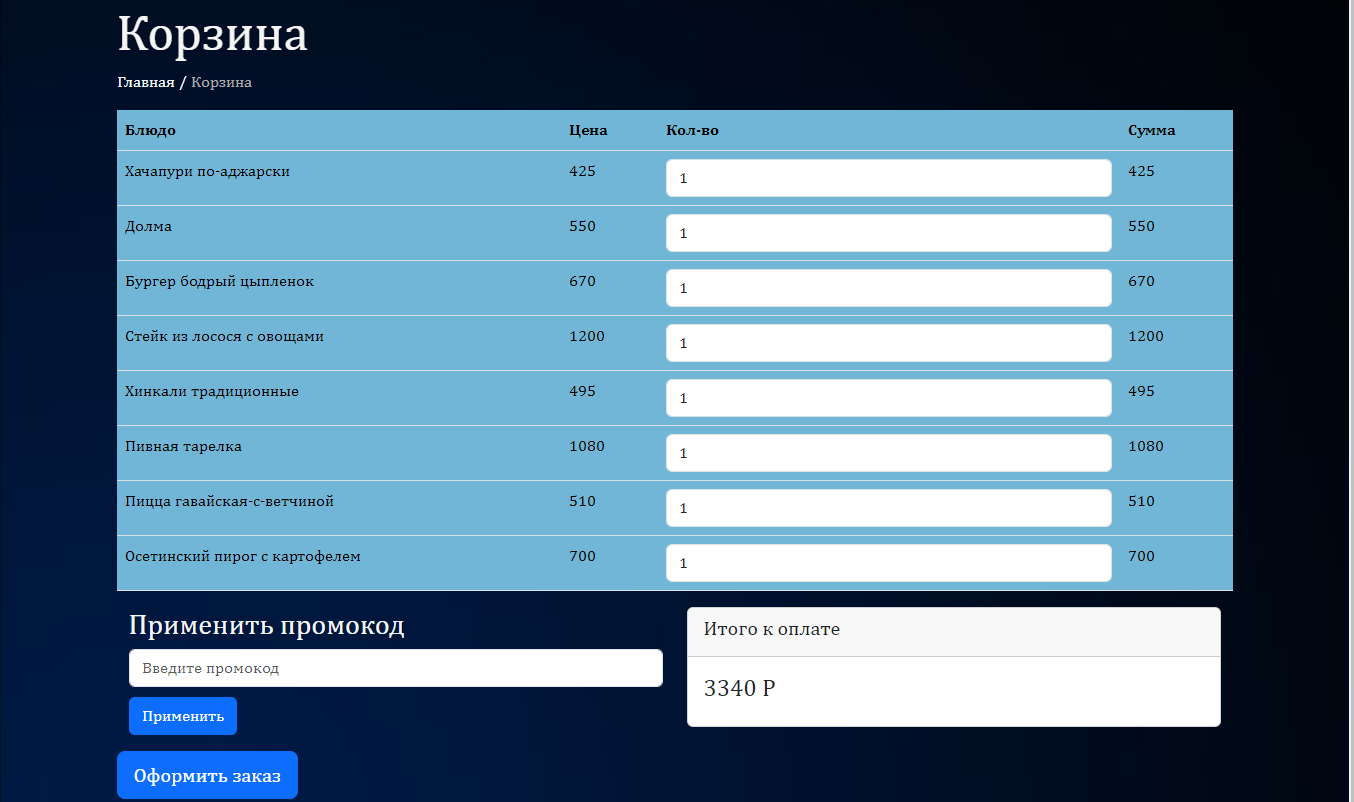 Корзина
Главная / Корзина
Блюдо Цена Кол-во Сумма
Хачапури по-аджарски 425 1 425
Долма 550 1 550
Бургер бодрый цыпленок 670 1 670
Стейк из лосося с овощами 1200 1 1200
Хинкали традиционные 495 1 495
Пивная тарелка 1080 1 1080
Пицца гавайская-с-ветчиной 510 1 510
Осетинский пирог с картофелем 700 1 700
Применить промокод
Введите промокод
Применить
Итого к оплате
3340 Р
Оформить заказ